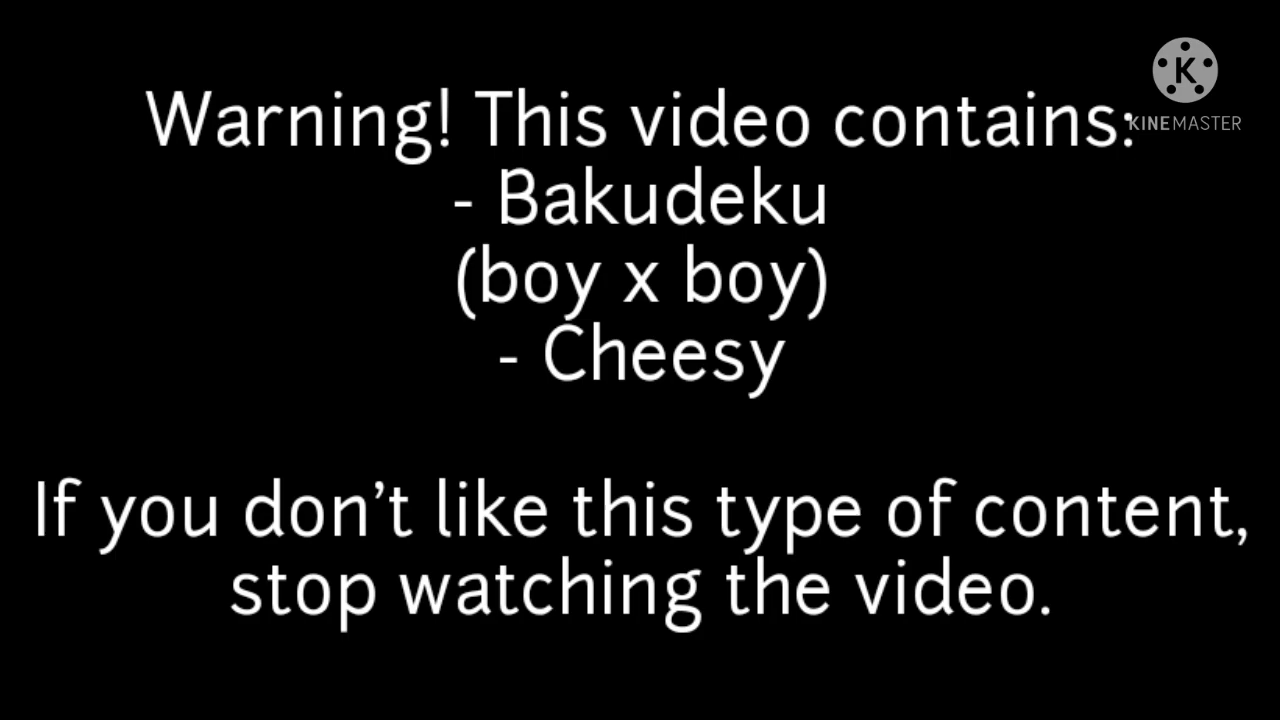 Warning! This video contains:
- Bakudeku
(boy x boy)
- Cheesy
If you don't like this type of content,
stop watching the video.
K
KINEMASTER